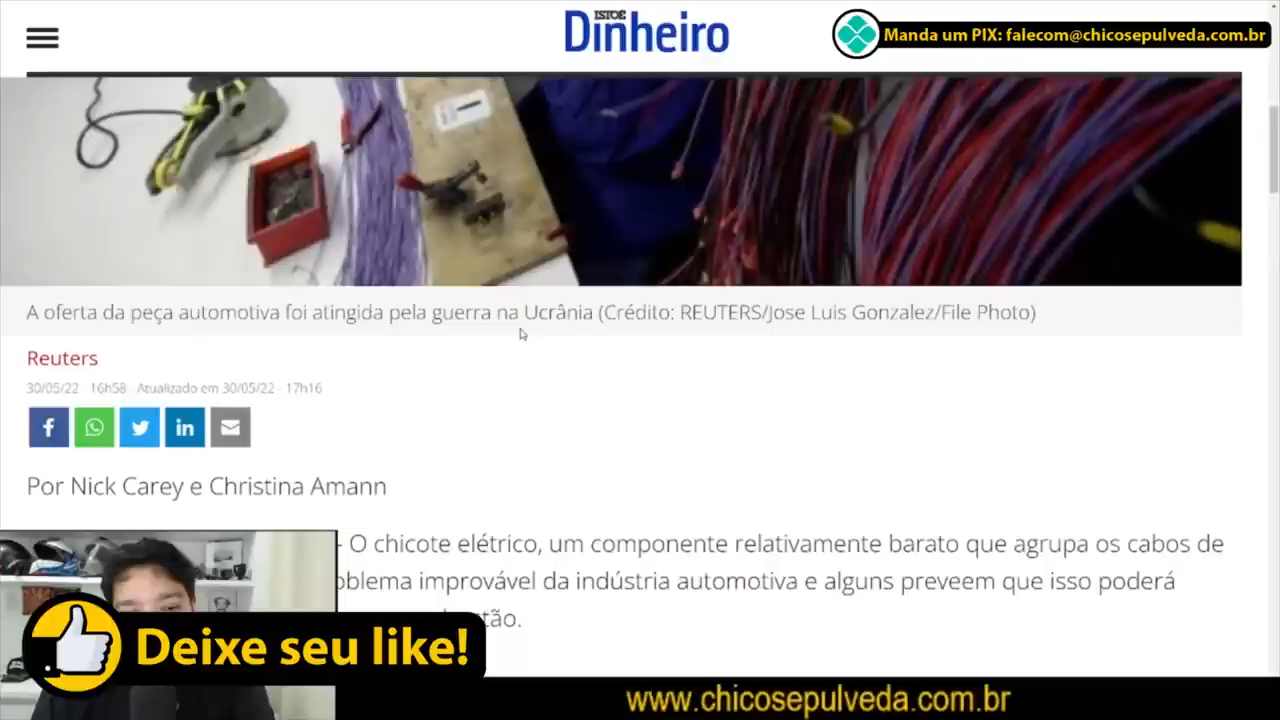 ISTOÉ
Dinheiro
Manda um PIX: falecom@chicosepulveda.com.br
A oferta da peça automotiva foi atingida pela guerra na Ucrânia (Crédito: REUTERS/Jose Luis Gonzalez/File Photo)
Reuters
30/05/22 - 16h58 - Atualizado em 30/05/22 - 17h16
Por Nick Carey e Christina Amann
- O chicote elétrico, um componente relativamente barato que agrupa os cabos de
oblema improvável da indústria automotiva e alguns preveem que isso poderá
tão.
Deixe seu like!
www.chicosepulveda.com.br